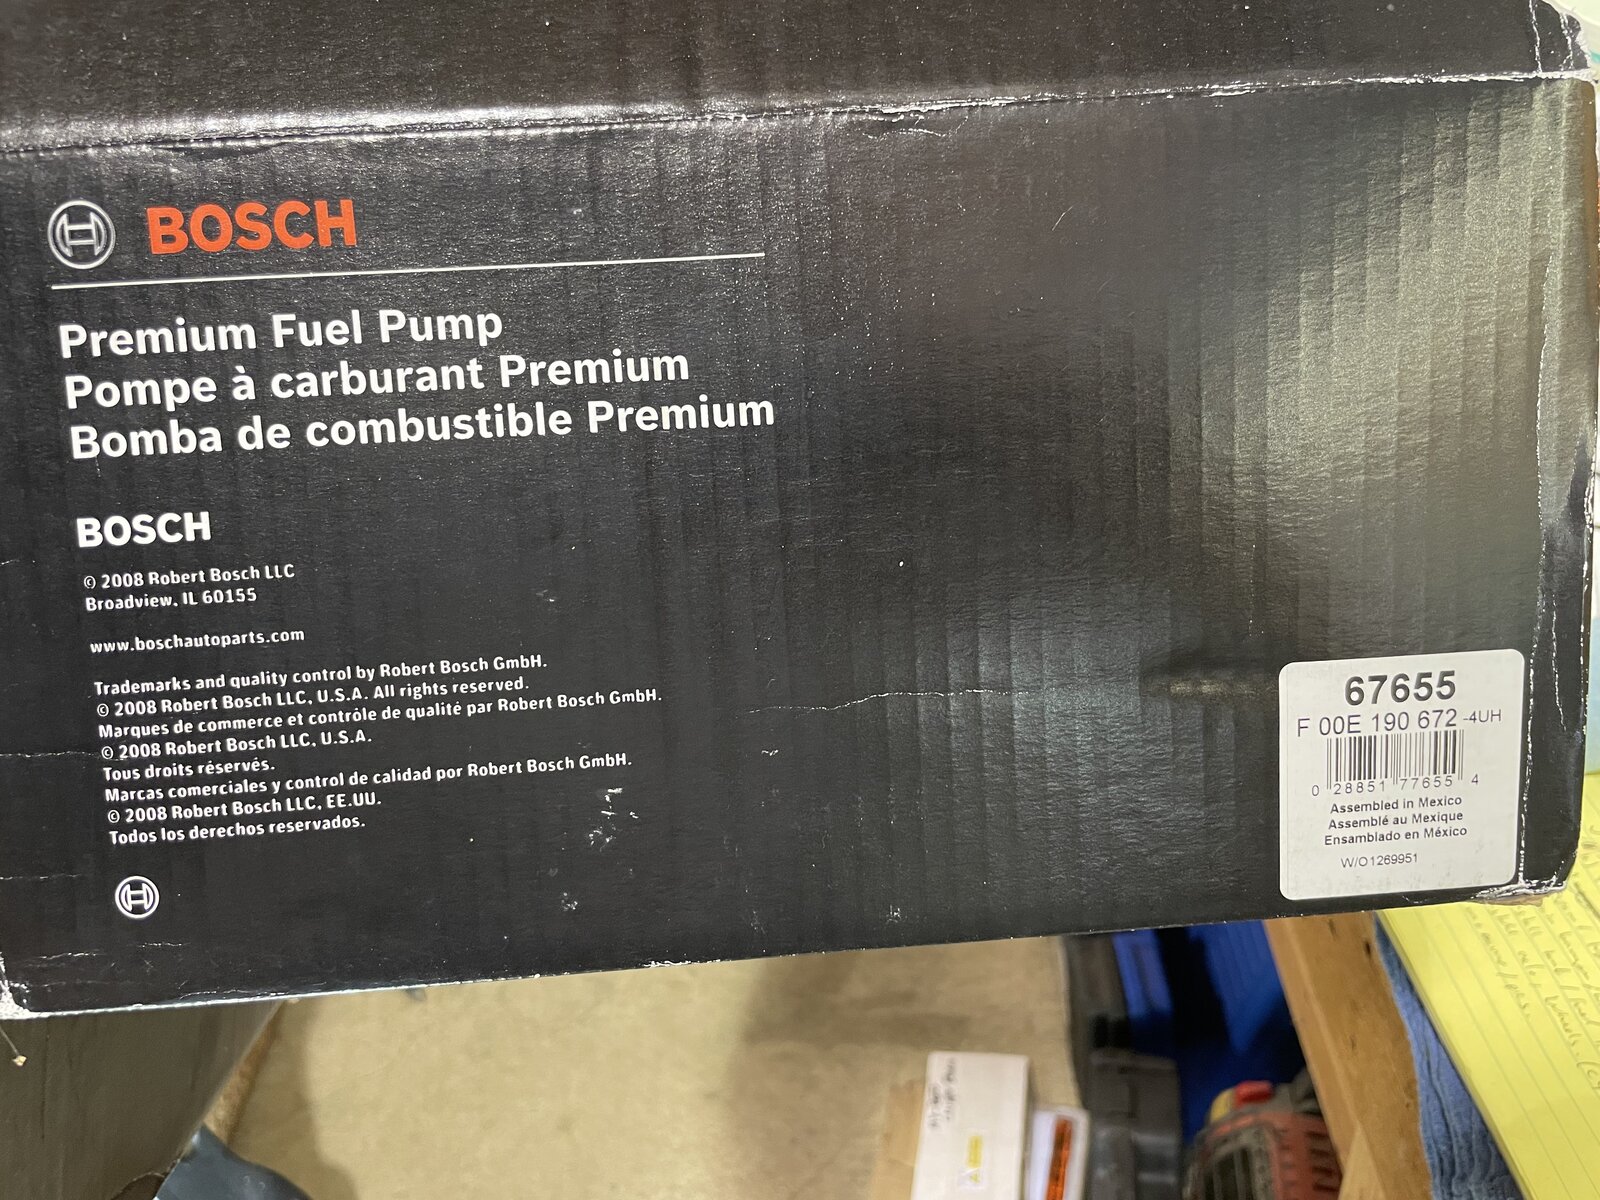 BOSCH
Premium Fuel Pump
Pompe à carburant Premium
Bomba de combustible Premium
BOSCH
© 2008 Robert Bosch LLC
Broadview, IL 60155
www.boschautoparts.com
Trademarks and quality control by Robert Bosch GmbH.
© 2008 Robert Bosch LLC, U.S.A. All rights reserved.
Marques de commerce et contrôle de qualité par Robert Bosch GmbH.
© 2008 Robert Bosch LLC, U.S.A.
Tous droits réservés.
Marcas comerciales y control de calidad por Robert Bosch GmbH.
© 2008 Robert Bosch LLC, EE.UU.
Todos los derechos reservados.
67655
F 00E 190 672 -4UH
0 28851 77655 4
Assembled in Mexico
Assemblé au Mexique
Ensamblado en México
W/O1269951